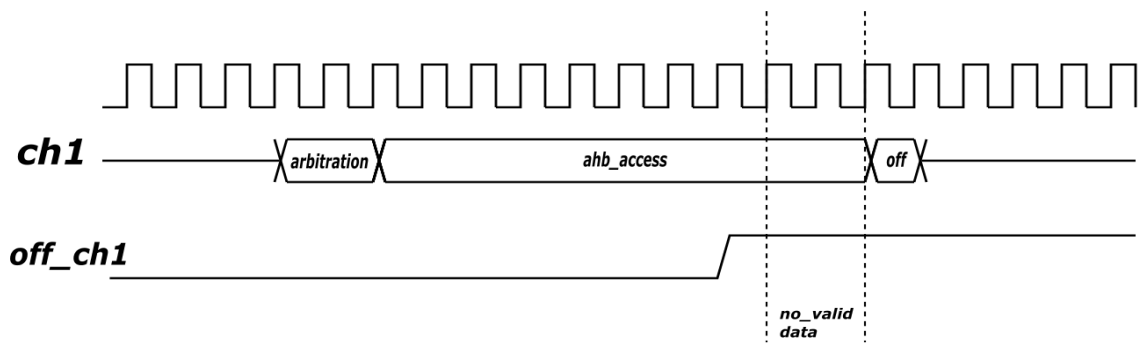 ch1
arbitration
ahb_access
off
off_ch1
no_valid
data